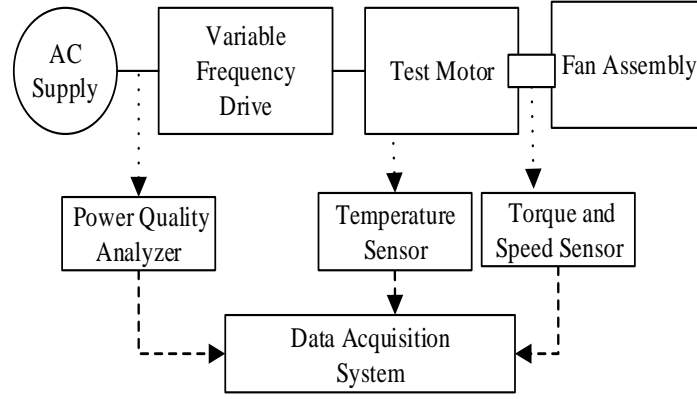 AC
Supply
Variable
Frequency
Drive
Test Motor
Fan Assembly
Power Quality
Analyzer
Temperature
Sensor
Torque and
Speed Sensor
Data Acquisition
System